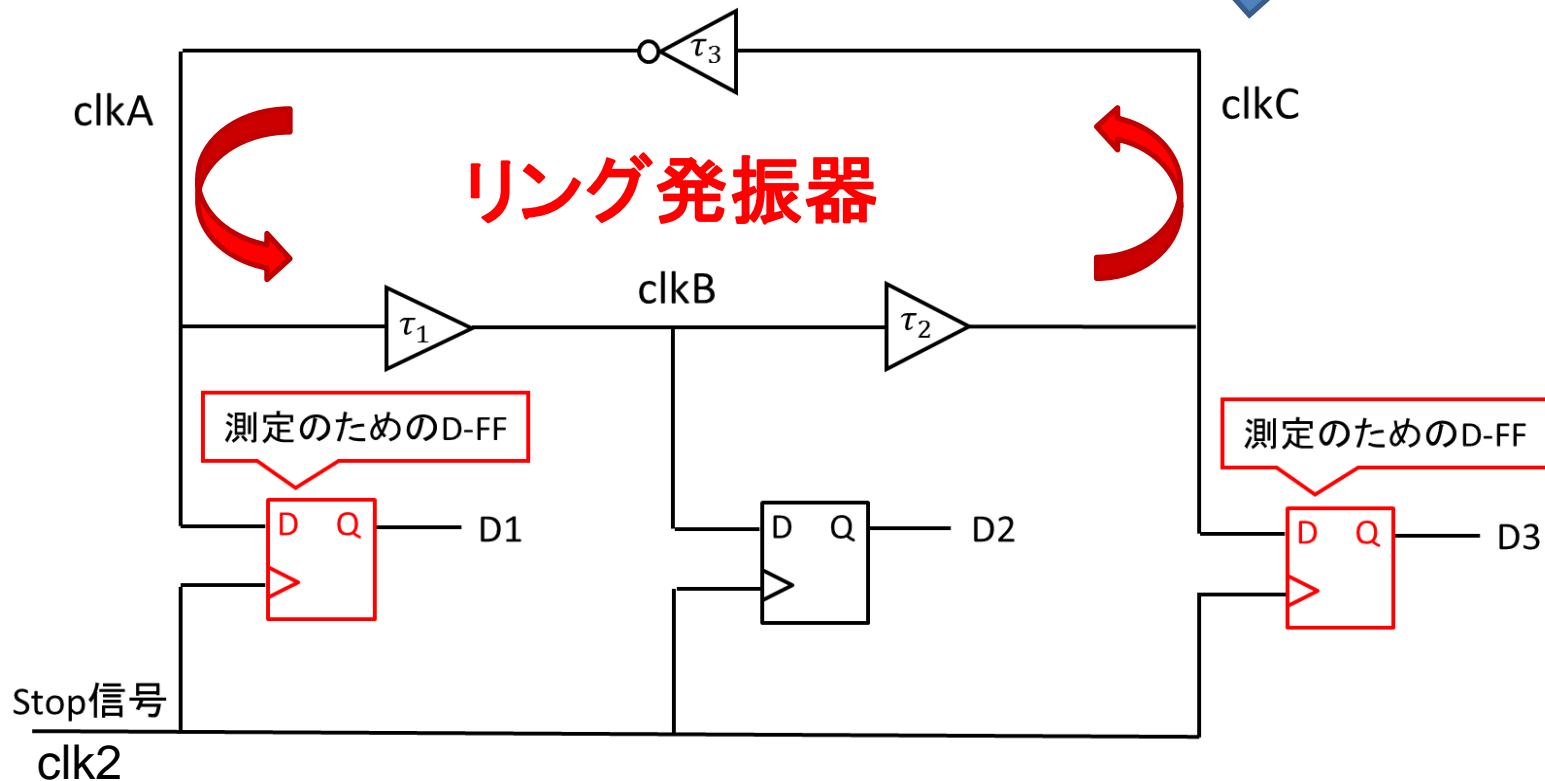 τ3
clkA
clkC
リング発振器
clkB
τ1
τ2
測定のためのD-FF
測定のためのD-FF
D Q
D1
D Q
D2
D Q
D3
Stop信号
clk2